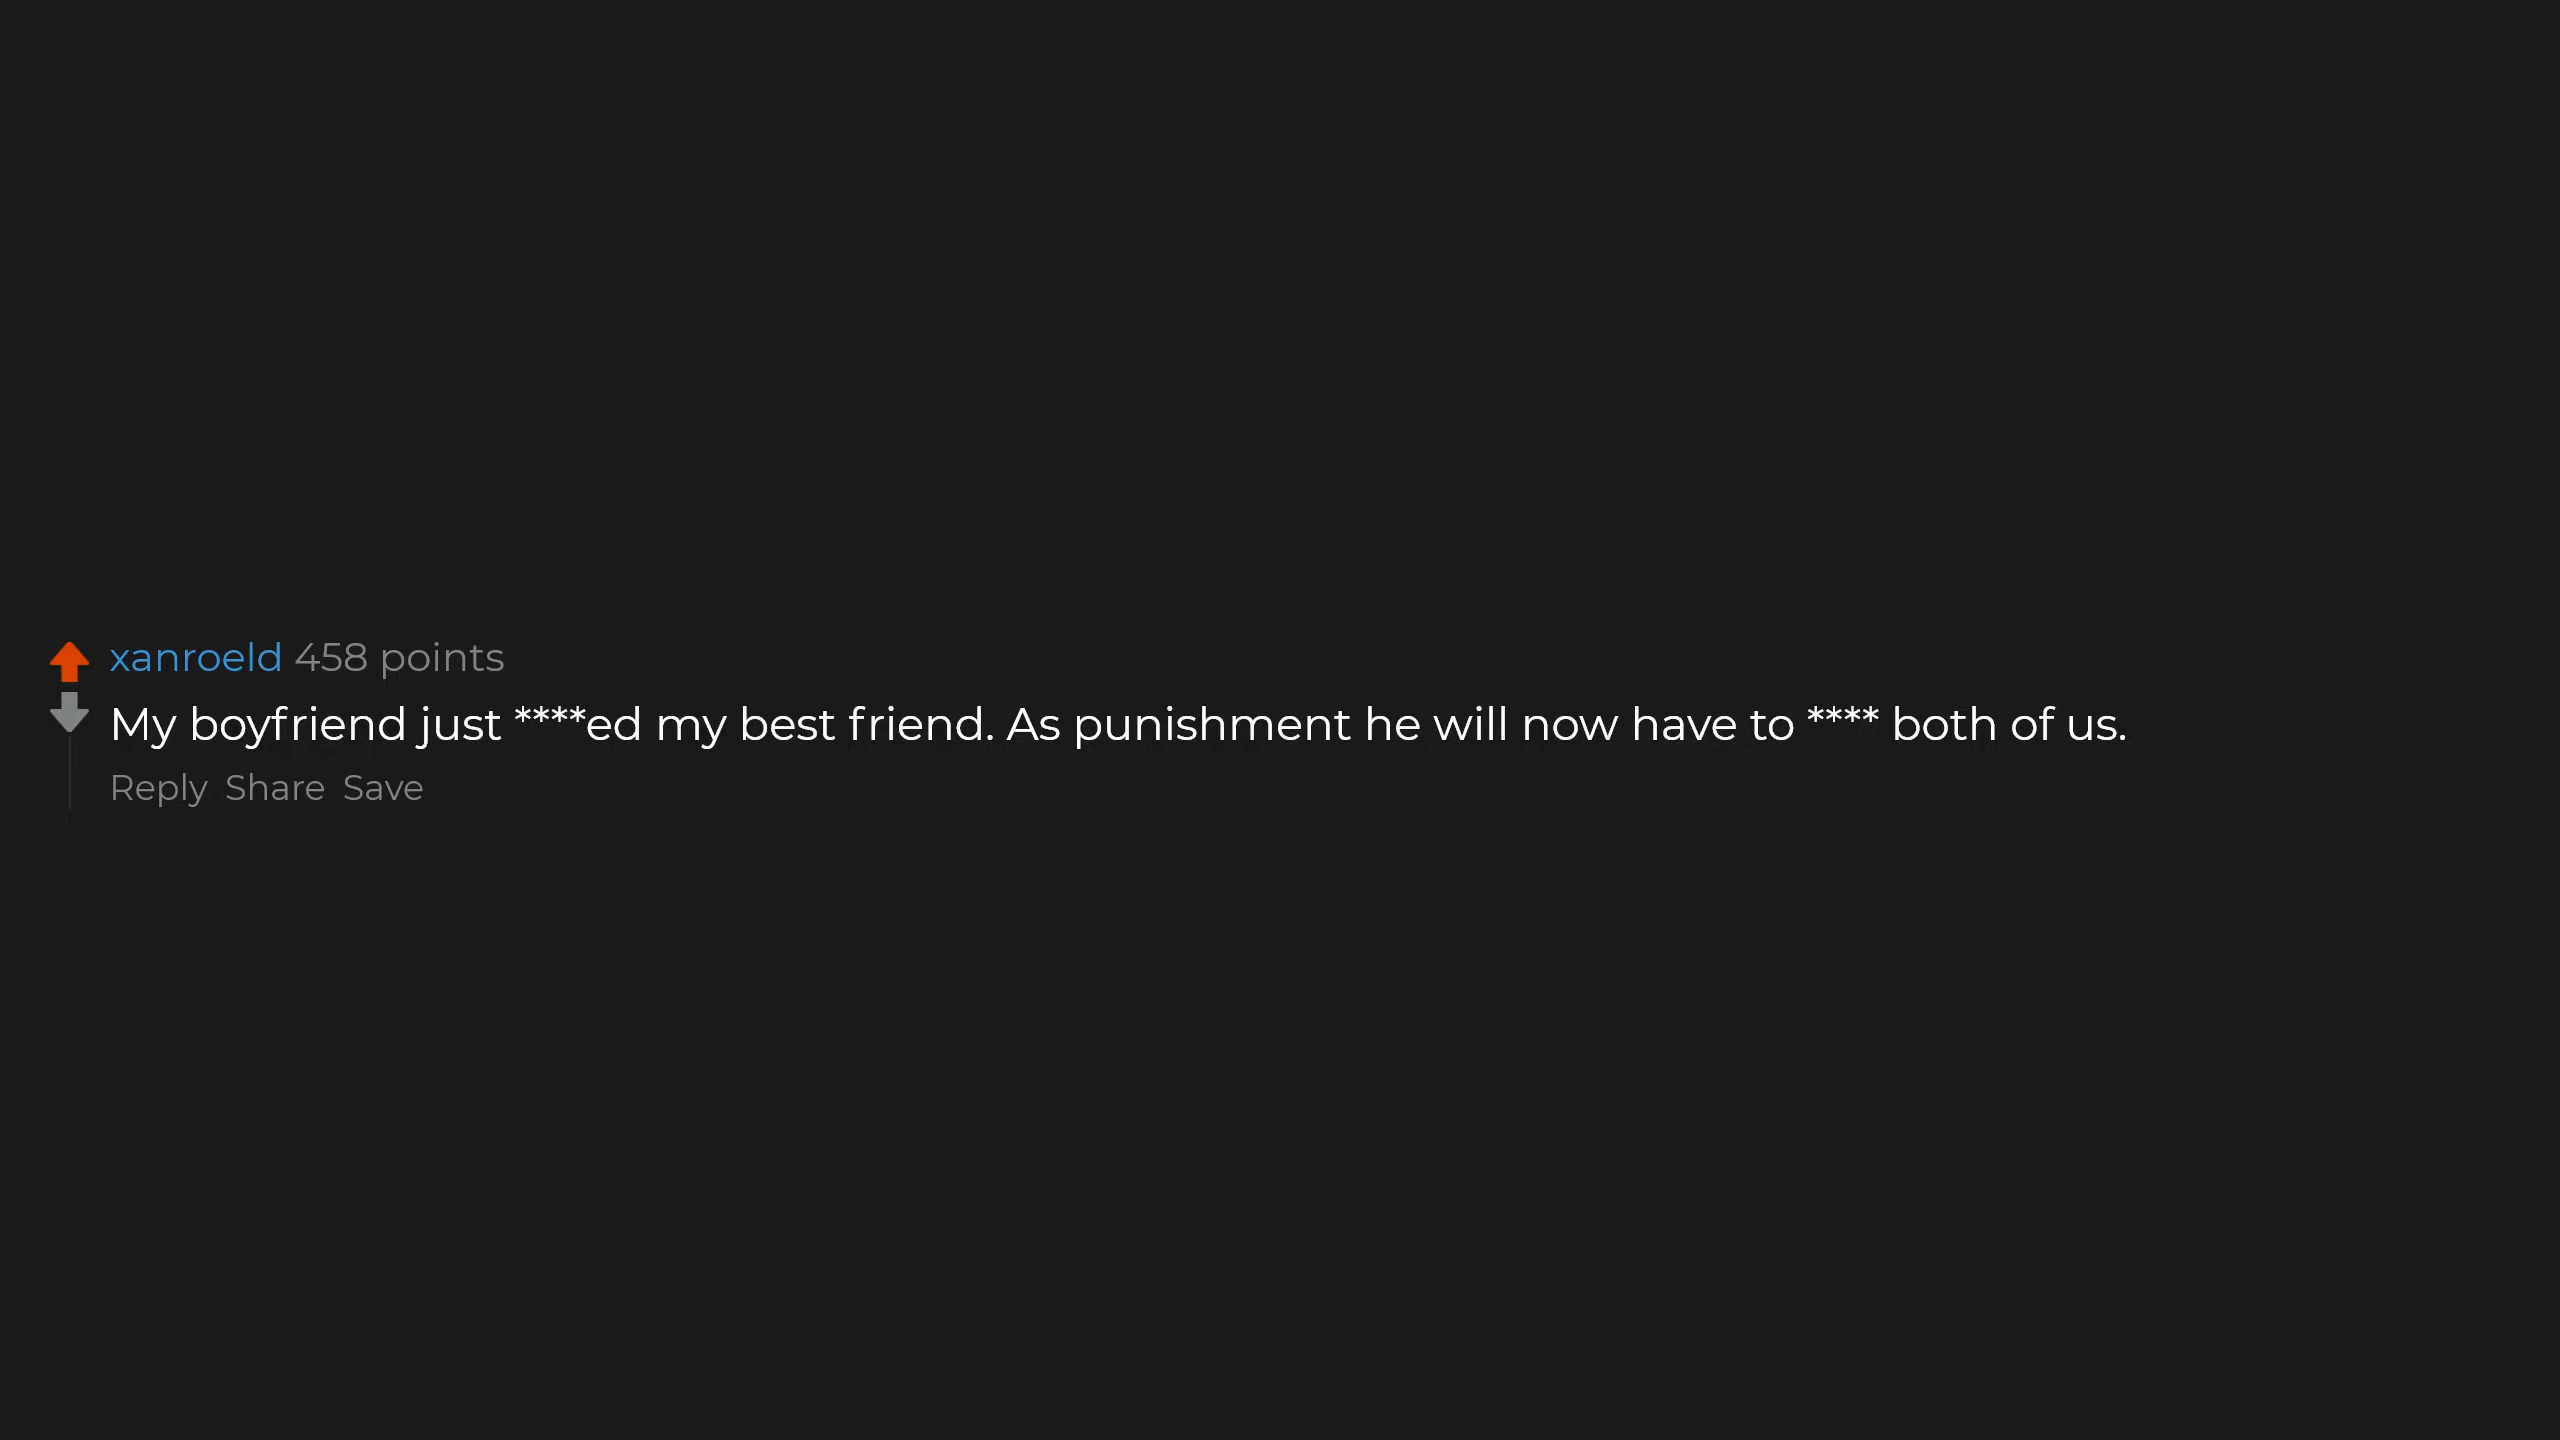 xanroeld 458 points
My boyfriend just ****ed my best friend. As punishment he will now have to **** both of us.
Reply Share Save